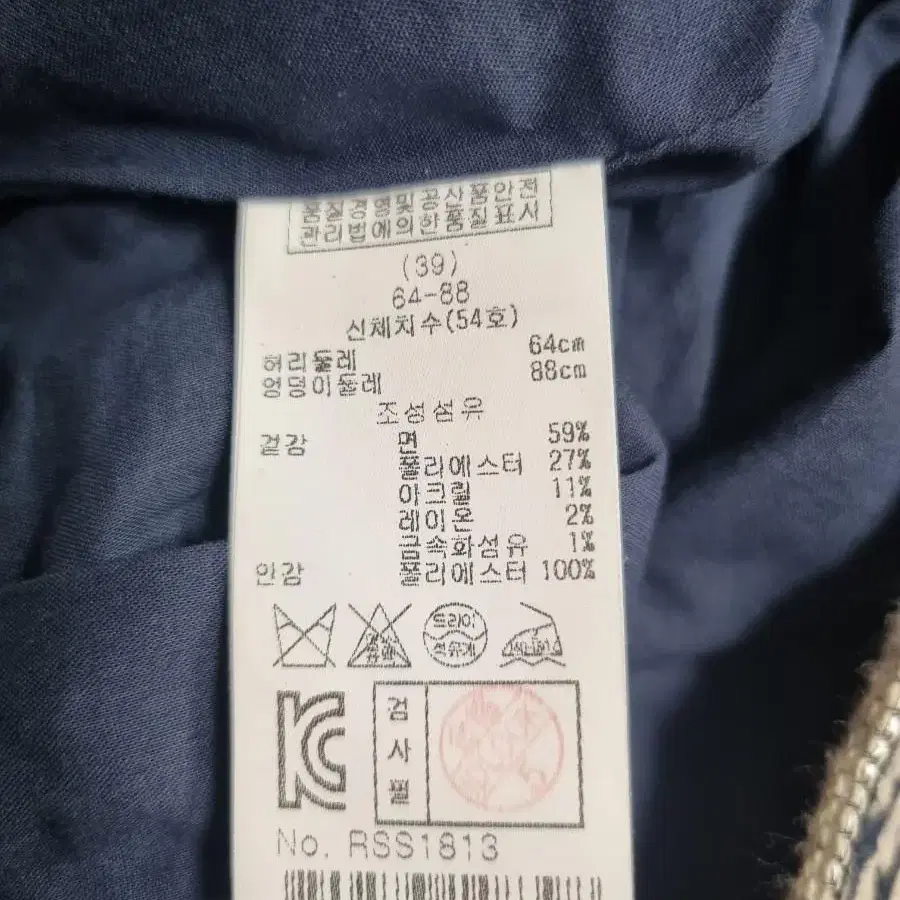 품질경영및공산품안전
관리법에의한품질표시
(39)
64-88
신체치수(54호)
허리둘레 64cm
엉덩이둘레 88cm
조성섬유
겉감 면 59%
폴리에스터 27%
아크릴 11%
레이온 2%
금속화섬유 1%
안감 폴리에스터 100%
드라이
석유계
검사필
No. RSS1813